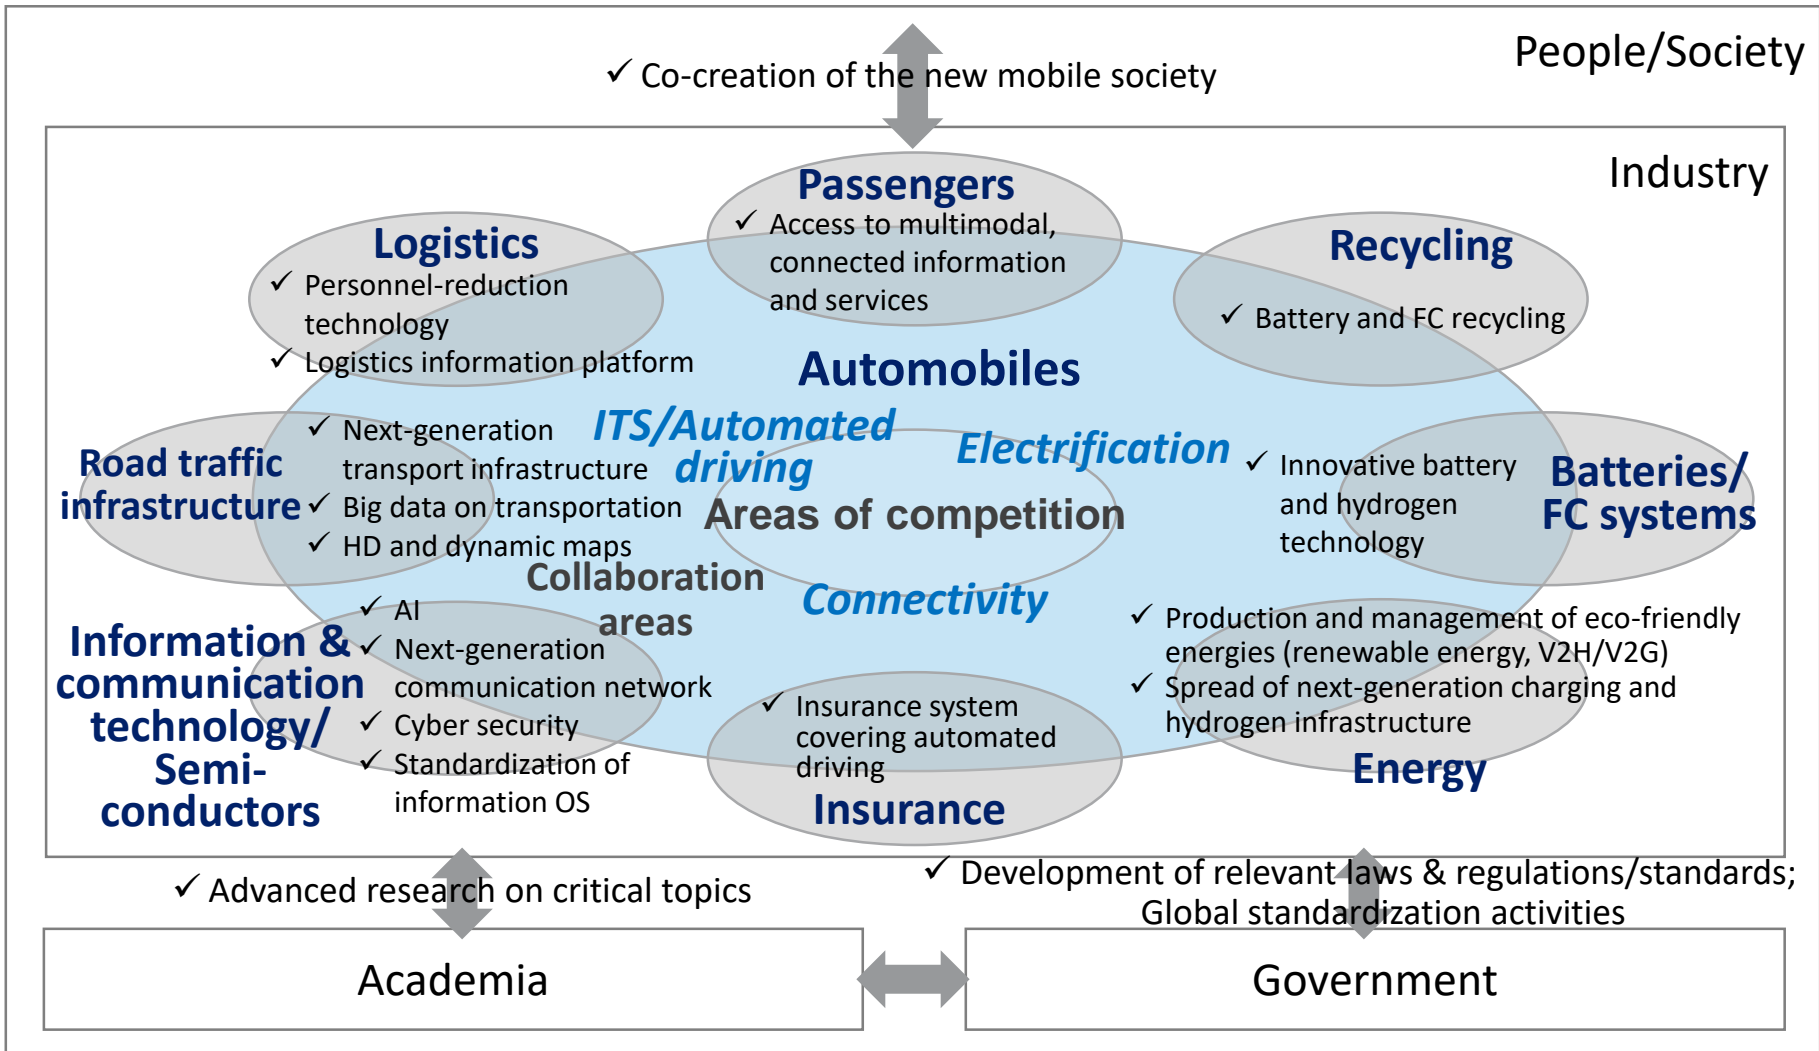 People/Society
✓ Co-creation of the new mobile society
Industry
Passengers
✓ Access to multimodal,
connected information
and services
Logistics
✓ Personnel-reduction
technology
✓ Logistics information platform
Recycling
✓ Battery and FC recycling
Automobiles
ITS/Automated
driving
Electrification
Areas of competition
Connectivity
Collaboration
areas
Road traffic
infrastructure
✓ Next-generation
transport infrastructure
✓ Big data on transportation
✓ HD and dynamic maps
✓ Innovative battery
and hydrogen
technology
Batteries/
FC systems
Information &
communication
technology/
Semi-
conductors
✓ AI
✓ Next-generation
communication network
✓ Cyber security
✓ Standardization of
information OS
✓ Insurance system
covering automated
driving
Insurance
✓ Production and management of eco-friendly
energies (renewable energy, V2H/V2G)
✓ Spread of next-generation charging and
hydrogen infrastructure
Energy
✓ Advanced research on critical topics
✓ Development of relevant laws & regulations/standards;
Global standardization activities
Academia
Government